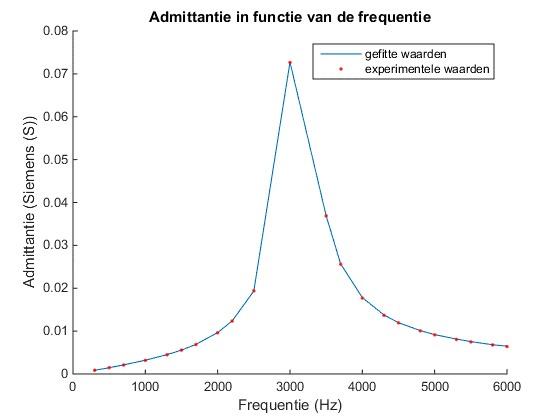 Admittantie in functie van de frequentie
gefitte waarden
experimentele waarden
Admittantie (Siemens (S))
0.08
0.07
0.06
0.05
0.04
0.03
0.02
0.01
0
0 1000 2000 3000 4000 5000 6000
Frequentie (Hz)